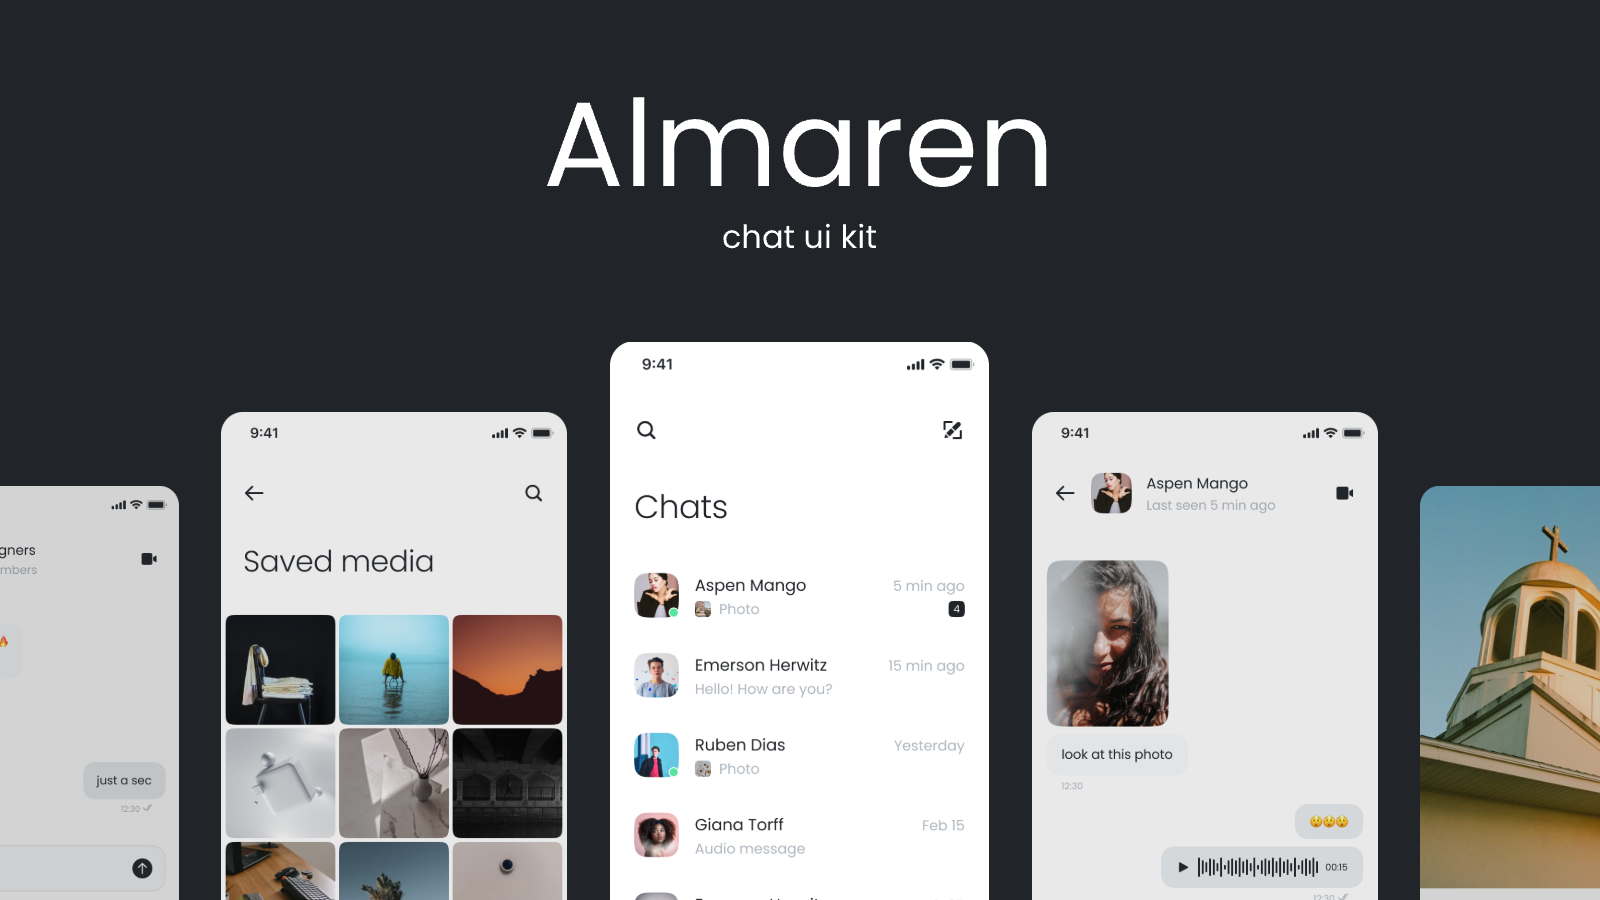 Almaren
chat ui kit
gners
mbers
just a sec
12:30
9:41
Saved media
9:41
Chats
Aspen Mango
5 min ago
Photo
4
Emerson Herwitz
15 min ago
Hello! How are you?
Ruben Dias
Yesterday
Photo
Giana Torff
Feb 15
Audio message
9:41
Aspen Mango
Last seen 5 min ago
look at this photo
12:30
00:15
12:30